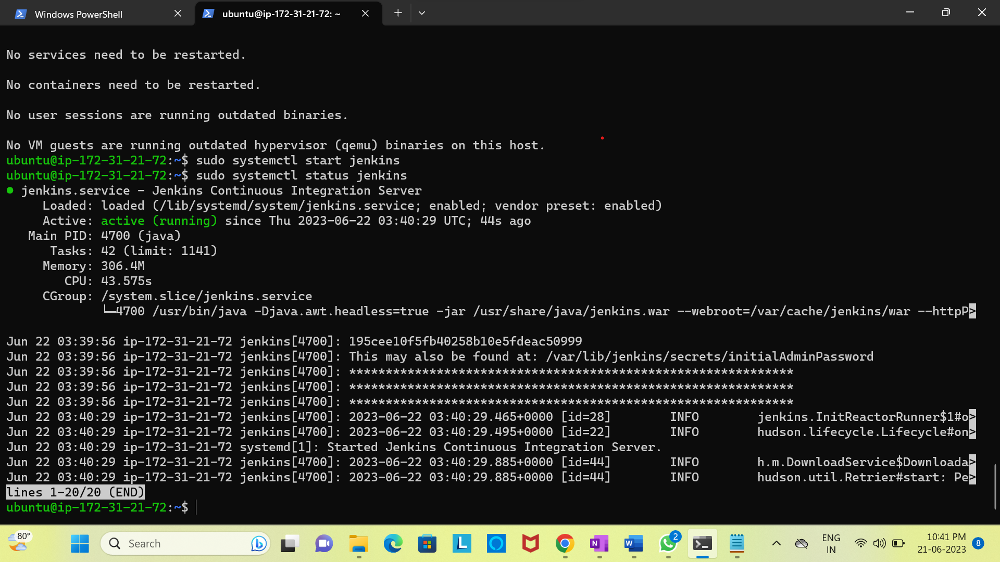 Windows PowerShell
ubuntu@ip-172-31-21-72: ~
No services need to be restarted.
No containers need to be restarted.
No user sessions are running outdated binaries.
No VM guests are running outdated hypervisor (qemu) binaries on this host.
ubuntu@ip-172-31-21-72:~$ sudo systemctl start jenkins
ubuntu@ip-172-31-21-72:~$ sudo systemctl status jenkins
● jenkins.service - Jenkins Continuous Integration Server
Loaded: loaded (/lib/systemd/system/jenkins.service; enabled; vendor preset: enabled)
Active: active (running) since Thu 2023-06-22 03:40:29 UTC; 44s ago
Main PID: 4700 (java)
Tasks: 42 (limit: 1141)
Memory: 306.4M
CPU: 43.575s
CGroup: /system.slice/jenkins.service
└─4700 /usr/bin/java -Djava.awt.headless=true -jar /usr/share/java/jenkins.war --webroot=/var/cache/jenkins/war --httpP>
Jun 22 03:39:56 ip-172-31-21-72 jenkins[4700]: 195cee10f5fb40258b10e5fdeac50999
Jun 22 03:39:56 ip-172-31-21-72 jenkins[4700]: This may also be found at: /var/lib/jenkins/secrets/initialAdminPassword
Jun 22 03:39:56 ip-172-31-21-72 jenkins[4700]: *************************************************************
Jun 22 03:39:56 ip-172-31-21-72 jenkins[4700]: *************************************************************
Jun 22 03:39:56 ip-172-31-21-72 jenkins[4700]: *************************************************************
Jun 22 03:40:29 ip-172-31-21-72 jenkins[4700]: 2023-06-22 03:40:29.465+0000 [id=28] INFO jenkins.InitReactorRunner$1#o>
Jun 22 03:40:29 ip-172-31-21-72 jenkins[4700]: 2023-06-22 03:40:29.495+0000 [id=22] INFO hudson.lifecycle.Lifecycle#on>
Jun 22 03:40:29 ip-172-31-21-72 systemd[1]: Started Jenkins Continuous Integration Server.
Jun 22 03:40:29 ip-172-31-21-72 jenkins[4700]: 2023-06-22 03:40:29.885+0000 [id=44] INFO h.m.DownloadService$Downloada>
Jun 22 03:40:29 ip-172-31-21-72 jenkins[4700]: 2023-06-22 03:40:29.885+0000 [id=44] INFO hudson.util.Retrier#start: Pe>
lines 1-20/20 (END)
ubuntu@ip-172-31-21-72:~$
80°
Search
L
N
W
2
ENG
IN
10:41 PM
21-06-2023
8